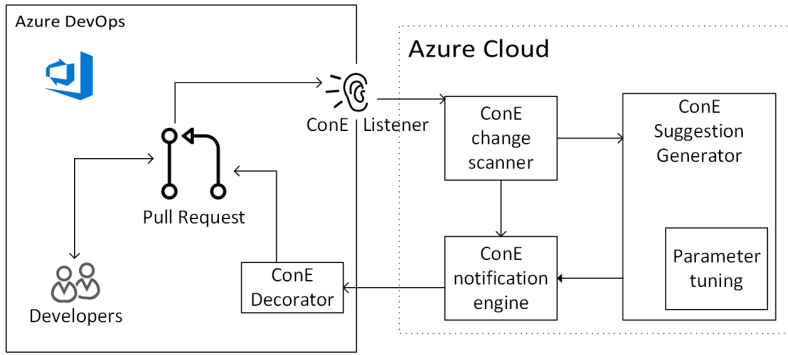 Azure DevOps
Azure Cloud
ConE Listener
ConE
change
scanner
ConE
Suggestion
Generator
Pull Request
Parameter
tuning
ConE
notification
engine
ConE
Decorator
Developers